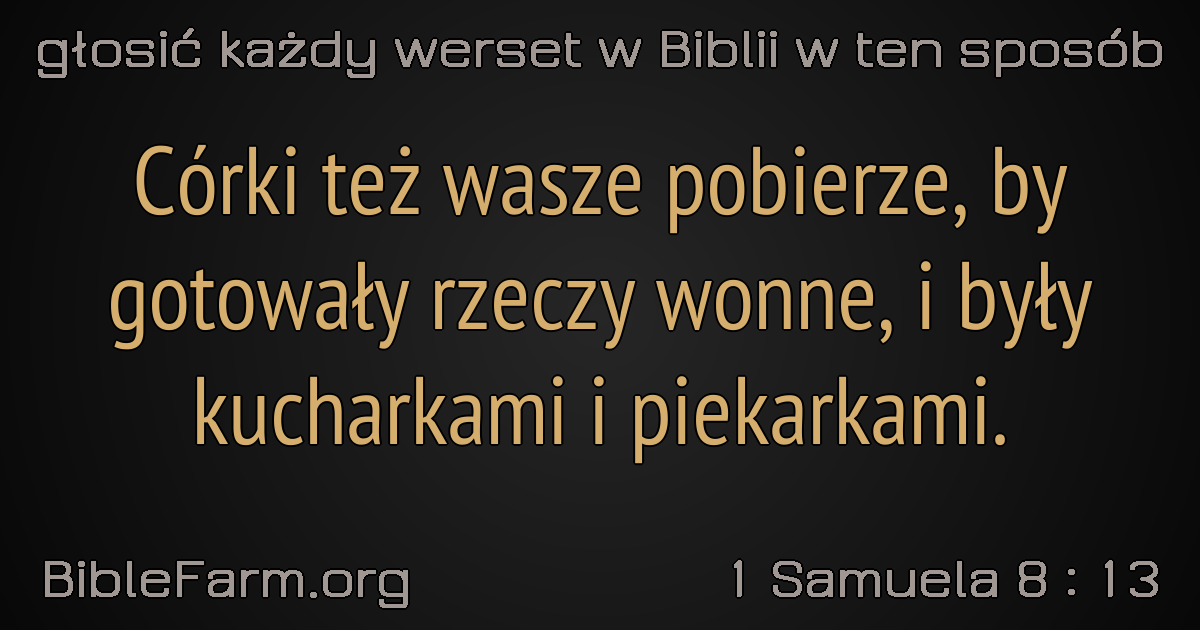 głosić każdy werset w Biblii w ten sposób
Córki też wasze pobierze, by
gotowały rzeczy wonne, i były
kucharkami i piekarkami.
BibleFarm.org
1 Samuela 8 : 13